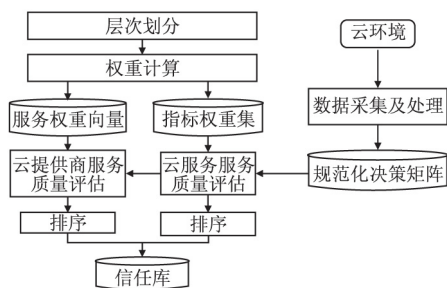 层次划分
云环境
权重计算
数据采集及处理
服务权重向量
指标权重集
云提供商服务
质量评估
云服务服务
质量评估
规范化决策矩阵
排序
排序
信任库